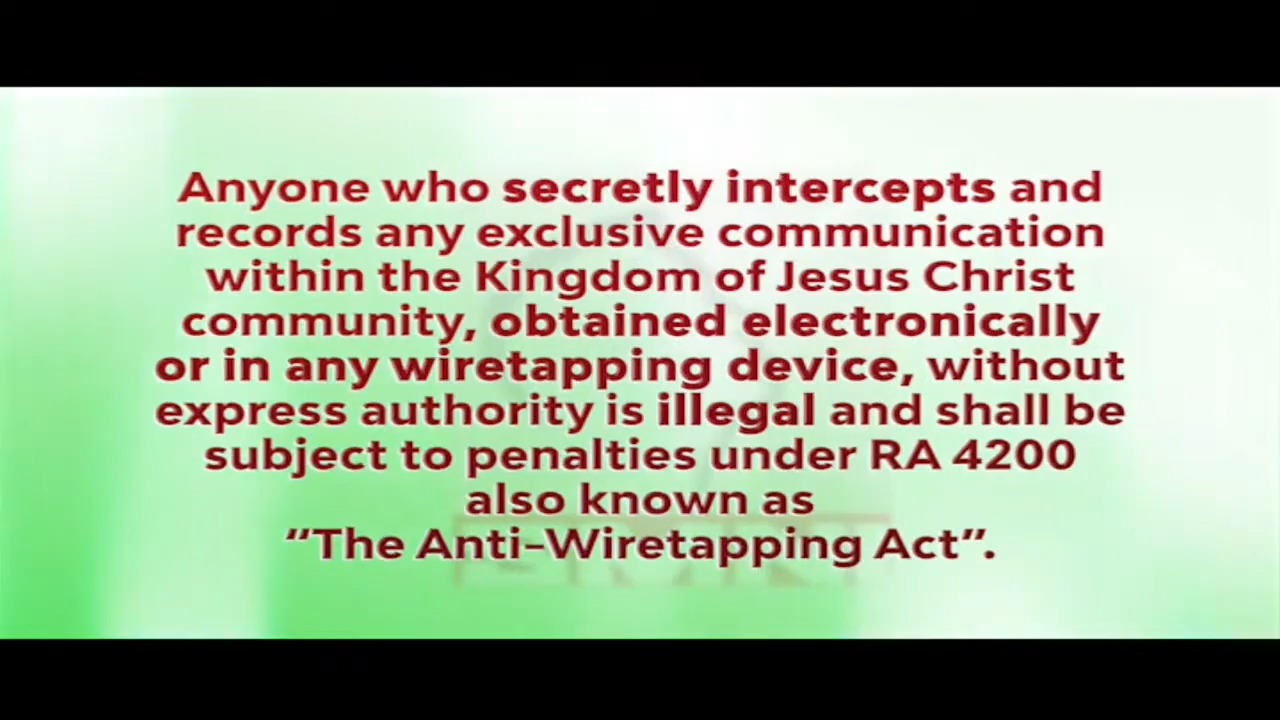 Anyone who secretly intercepts and
records any exclusive communication
within the Kingdom of Jesus Christ
community, obtained electronically
or in any wiretapping device, without
express authority is illegal and shall be
subject to penalties under RA 4200
also known as
“The Anti-Wiretapping Act”.